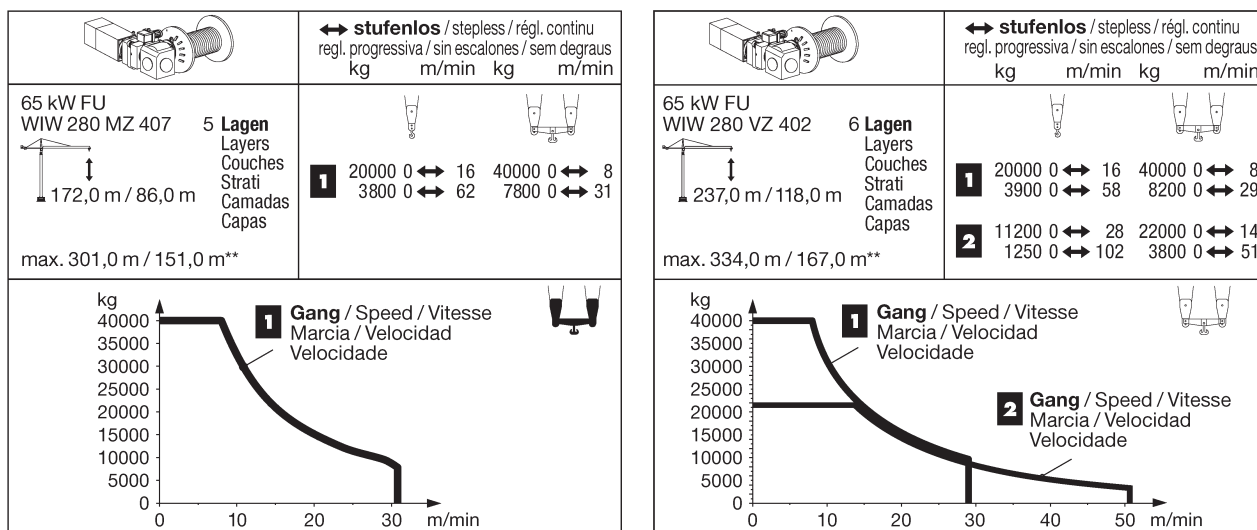 ↔ stufenlos / stepless / régl. continu
regl. progressiva / sin escalones / sem degraus
kg m/min kg m/min
65 kW FU
WIW 280 MZ 407
172,0 m / 86,0 m
max. 301,0 m / 151,0 m**
5 Lagen
Layers
Couches
Strati
Camadas
Capas
1
20000 0 ↔ 16 40000 0 ↔ 8
3800 0 ↔ 62 7800 0 ↔ 31
kg
40000
35000
30000
25000
20000
15000
10000
5000
0
0 10 20 30 m/min
1 Gang / Speed / Vitesse
Marcia / Velocidad
Velocidade
↔ stufenlos / stepless / régl. continu
regl. progressiva / sin escalones / sem degraus
kg m/min kg m/min
65 kW FU
WIW 280 VZ 402
237,0 m / 118,0 m
max. 334,0 m / 167,0 m**
6 Lagen
Layers
Couches
Strati
Camadas
Capas
1
20000 0 ↔ 16 40000 0 ↔ 8
3900 0 ↔ 58 8200 0 ↔ 29
2
11200 0 ↔ 28 22000 0 ↔ 14
1250 0 ↔ 102 3800 0 ↔ 51
kg
40000
35000
30000
25000
20000
15000
10000
5000
0
0 10 20 30 40 50 m/min
1 Gang / Speed / Vitesse
Marcia / Velocidad
Velocidade
2 Gang / Speed / Vitesse
Marcia / Velocidad
Velocidade